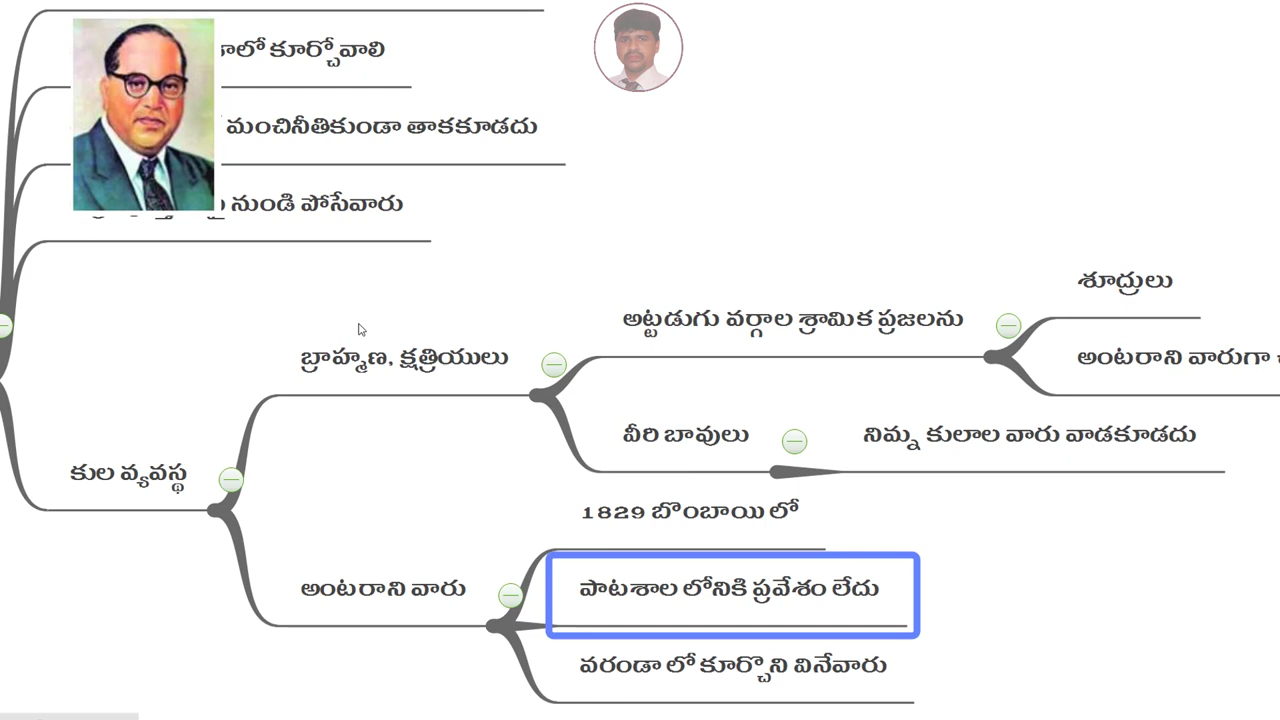 కూర్చోవాలి
మంచినీతికుండా తాకకూడదు
నుండి పోసేవారు
శూద్రులు
అట్టడుగు వర్గాల శ్రామిక ప్రజలను
బ్రాహ్మణ, క్షత్రియులు
అంటరాని వారుగా
వీరి బావులు
నిమ్న కులాల వారు వాడకూడదు
కుల వ్యవస్థ
1829 బొంబాయి లో
అంటరాని వారు
పాటశాల లోనికి ప్రవేశం లేదు
వరండా లో కూర్చొని వినేవారు